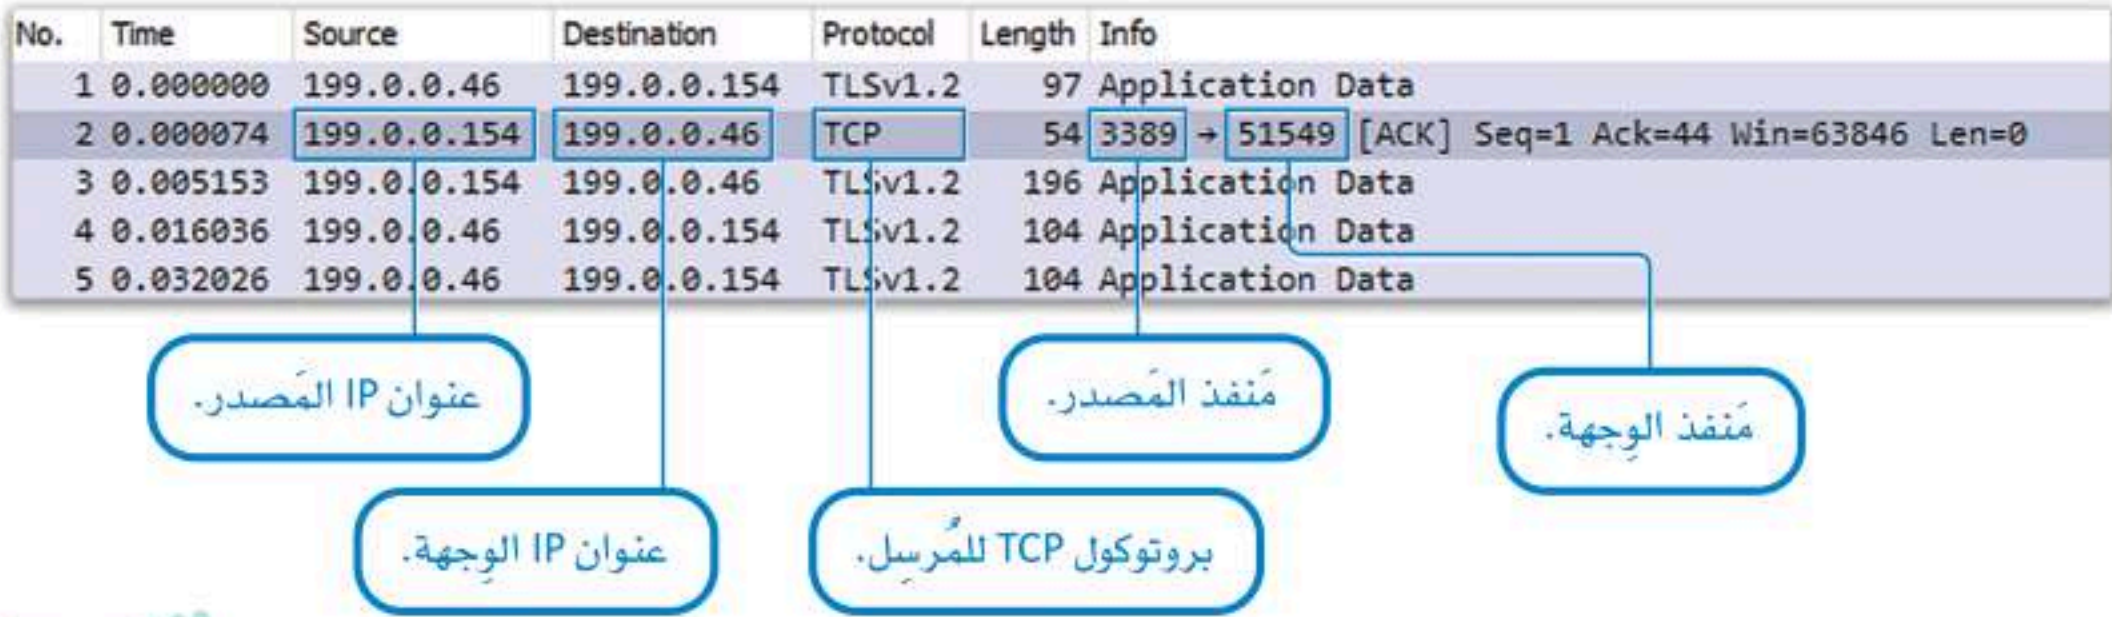 No. Time Source Destination Protocol Length Info
1 0.000000 199.0.0.46 199.0.0.154 TLSv1.2 97 Application Data
2 0.000074 199.0.0.154 199.0.0.46 TCP 54 3389 → 51549 [ACK] Seq=1 Ack=44 Win=63846 Len=0
3 0.005153 199.0.0.154 199.0.0.46 TLSv1.2 196 Application Data
4 0.016036 199.0.0.46 199.0.0.154 TLSv1.2 104 Application Data
5 0.032026 199.0.0.46 199.0.0.154 TLSv1.2 104 Application Data
عنوان IP المَصدر.
مَنفذ المَصدر.
مَنفذ الوِجهة.
عنوان IP الوِجهة.
بروتوكول TCP للمُرسِل.